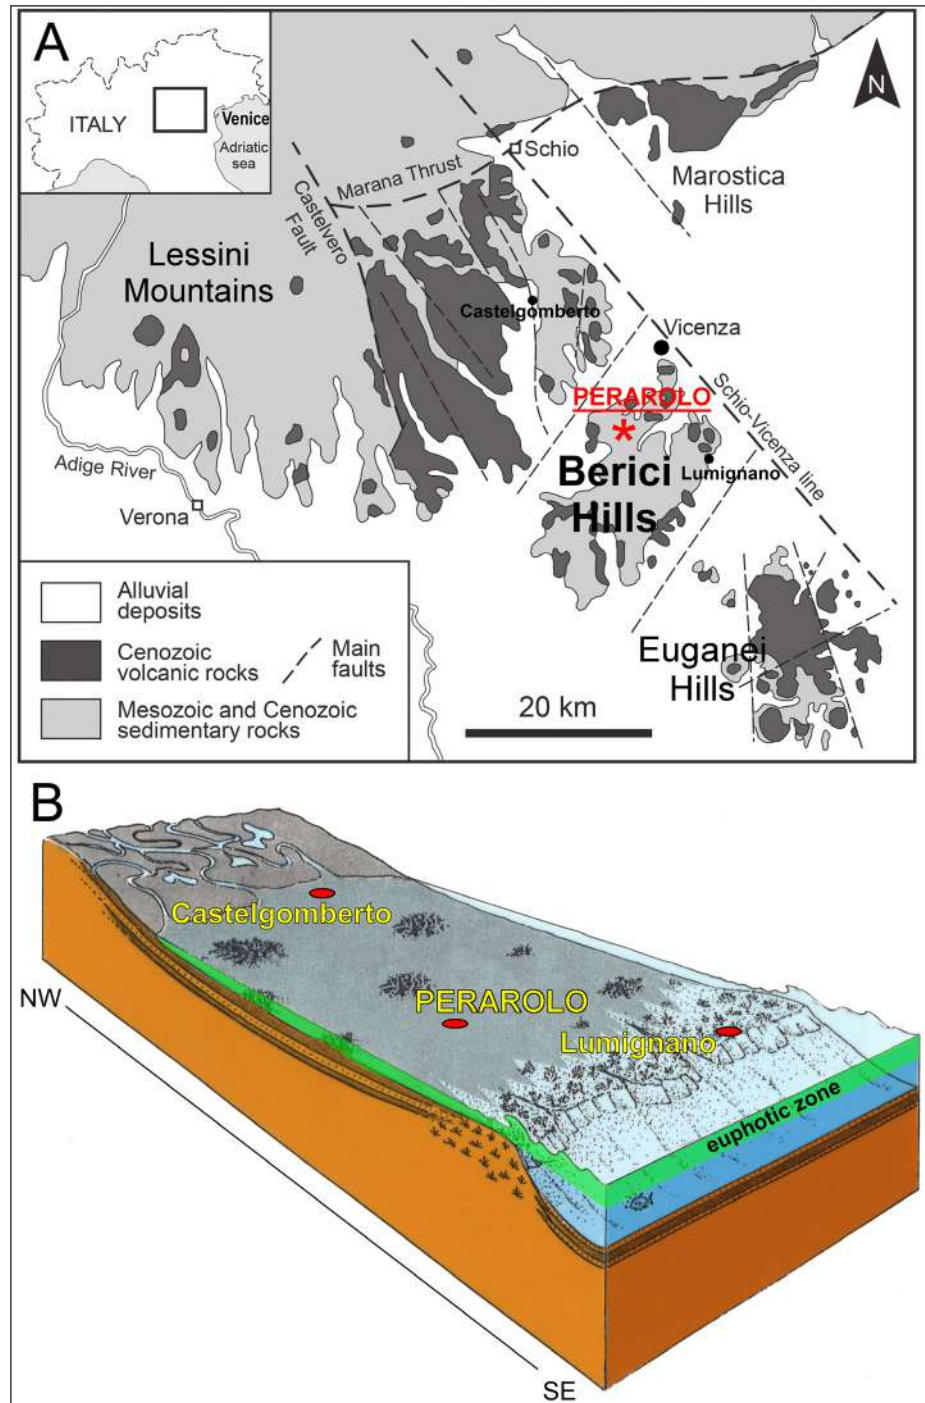 A
ITALY
Venice
Adriatic
sea
N
Schio
Marana Thrust
Castelvero
Fault
Marostica
Hills
Lessini
Mountains
Castelgomberto
Vicenza
PERAROLO
*
Schio-Vicenza line
Berici
Hills
Lumignano
Adige River
Verona
Alluvial
deposits
Cenozoic
volcanic rocks
Main
faults
Mesozoic and Cenozoic
sedimentary rocks
20 km
Euganei
Hills
B
Castelgomberto
PERAROLO
Lumignano
euphotic zone
NW
SE